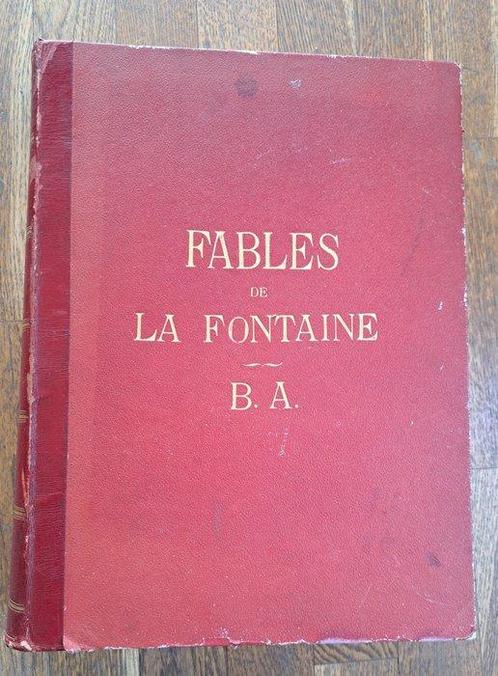 FABLES
DE
LA FONTAINE
B. A.